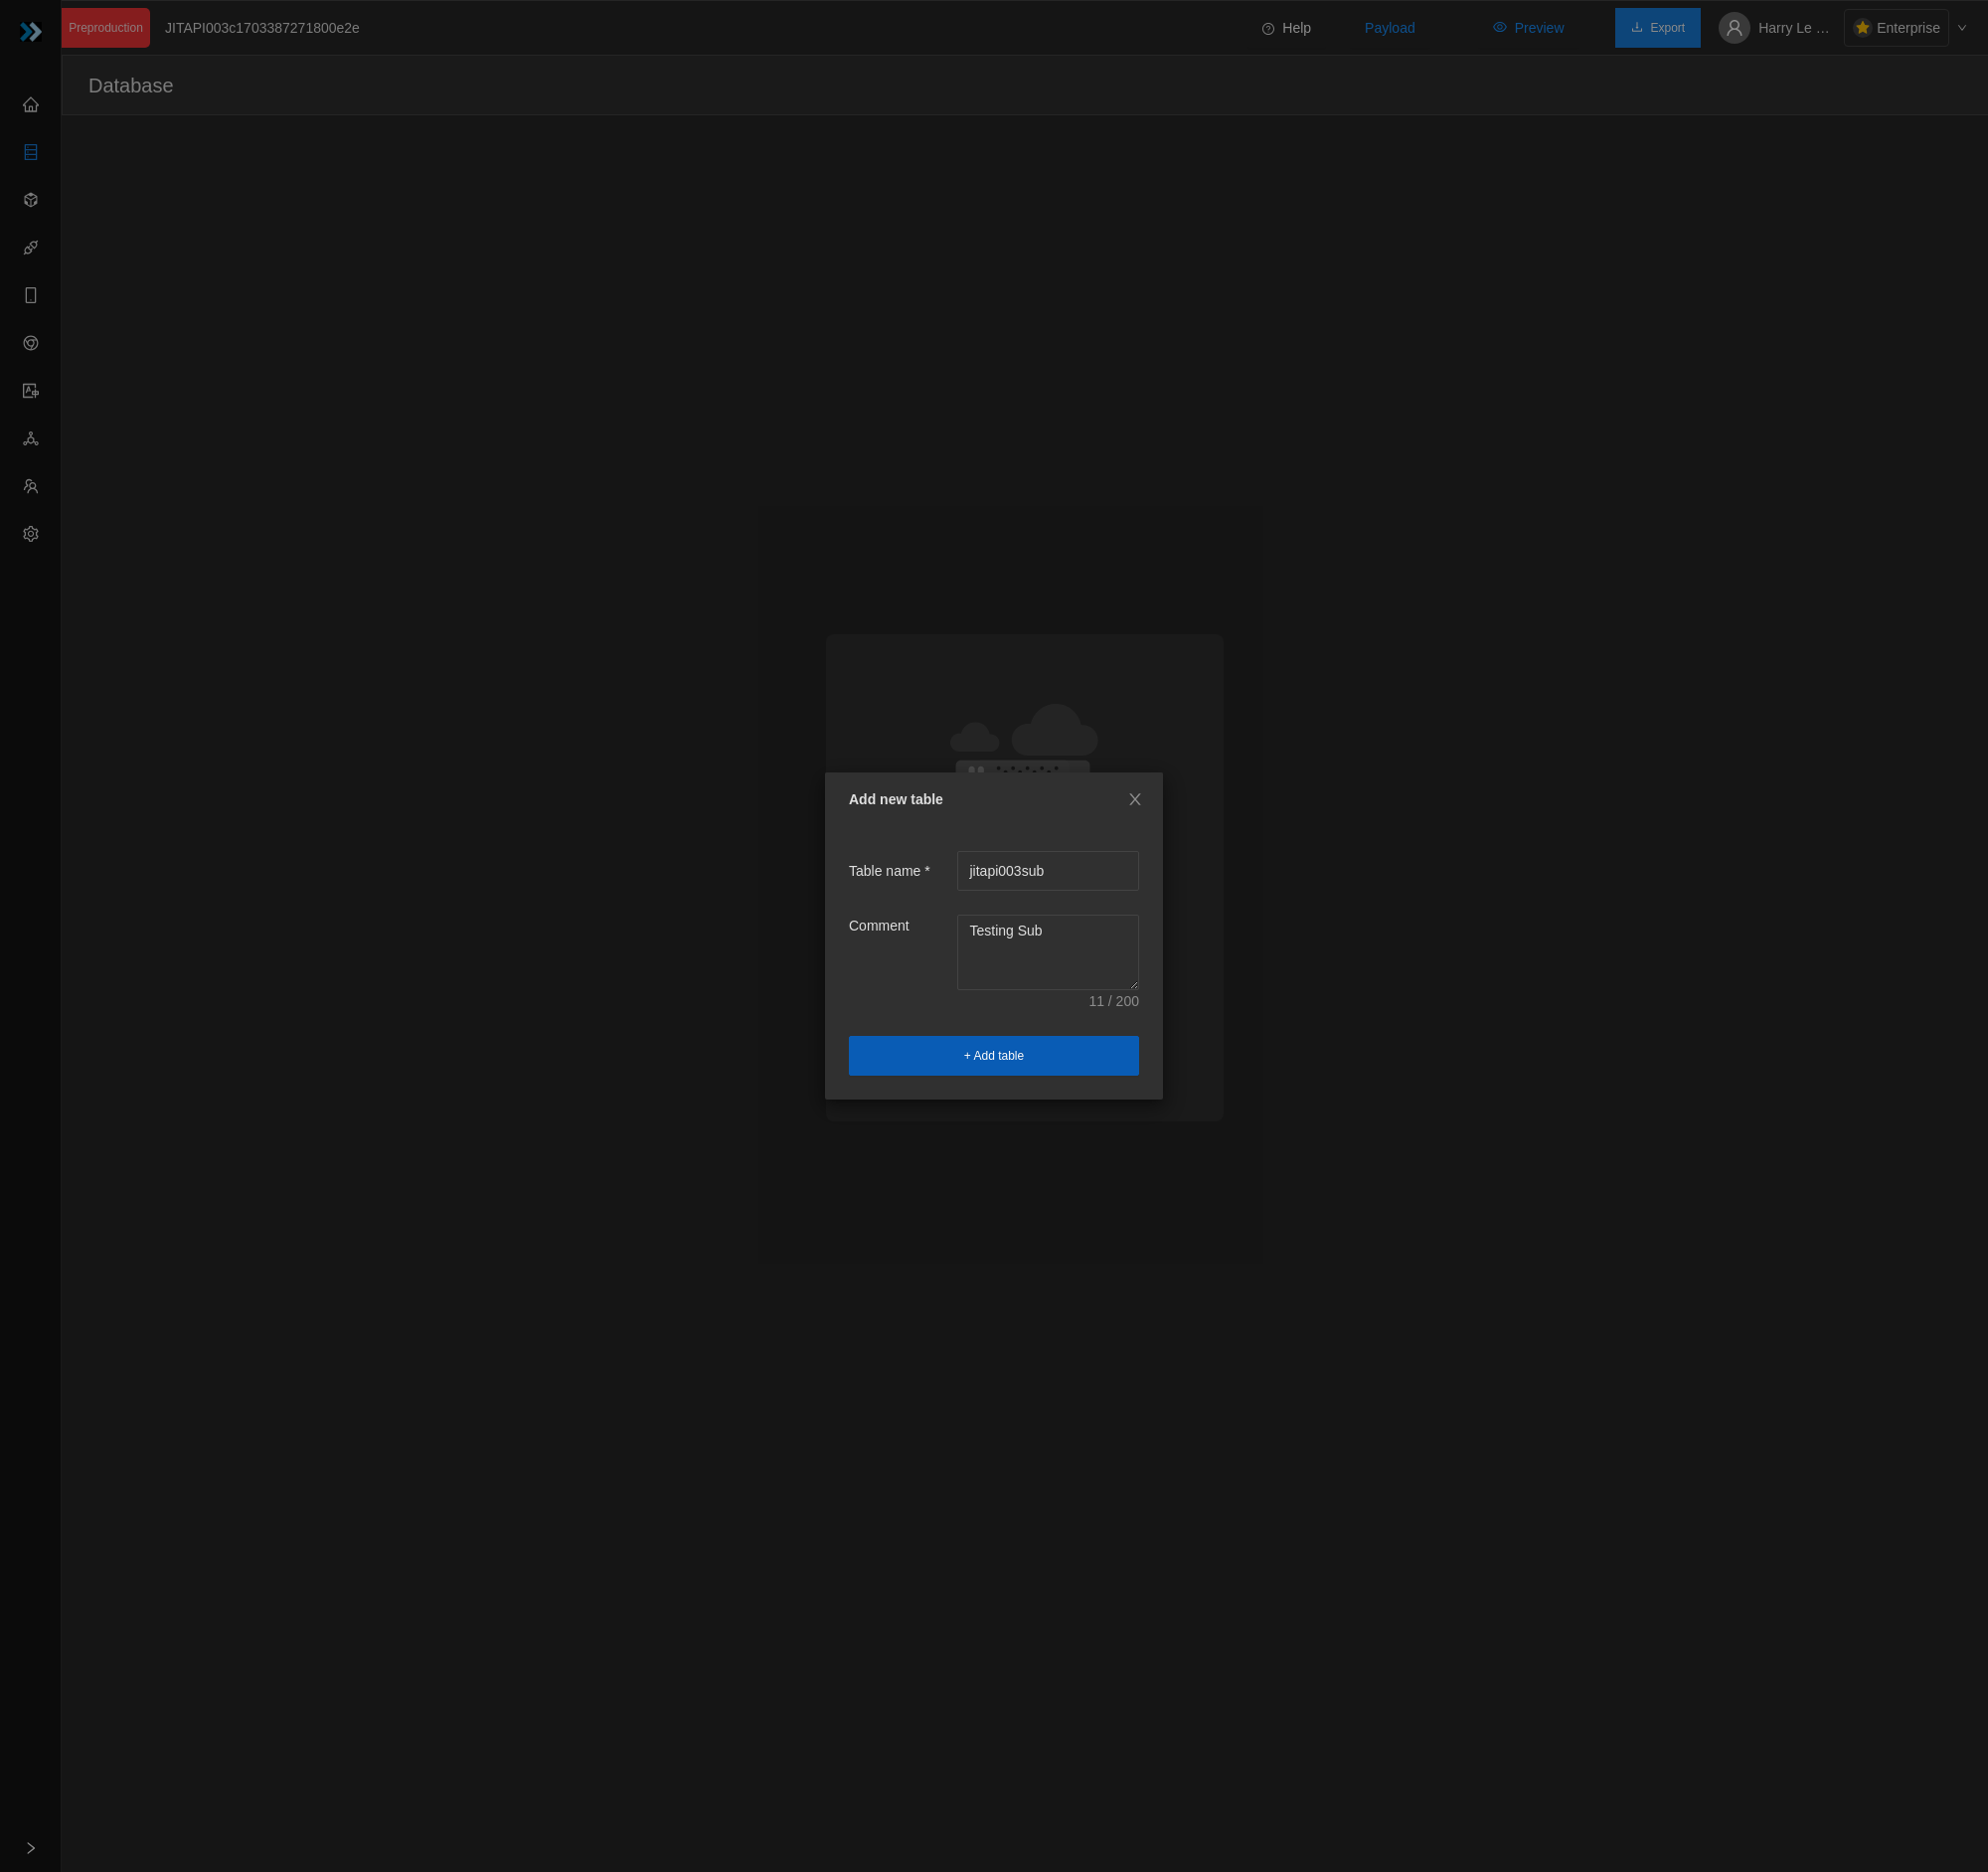 Preproduction JITAPI003c1703387271800e2e Help Payload Preview Export Harry Le ... Enterprise
Database
Add new table
Table name * jitapi003sub
Comment Testing Sub
11 / 200
+ Add table